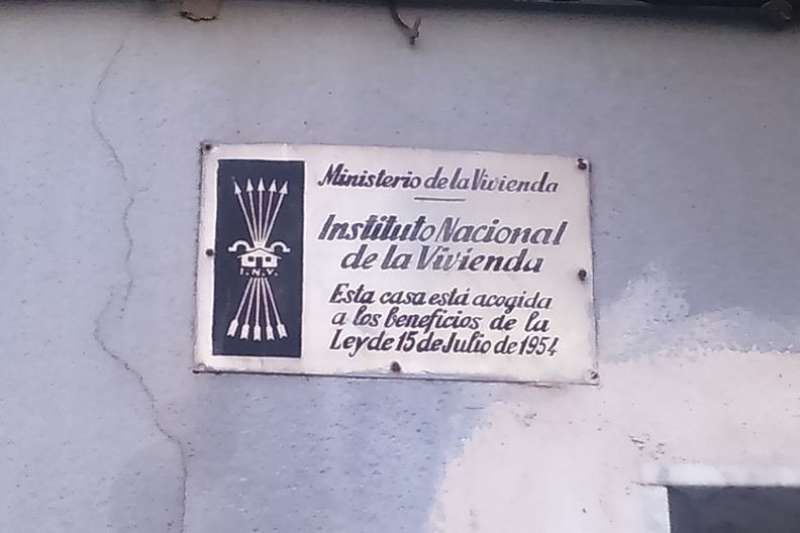 I.N.V.
Ministerio de la Vivienda
Instituto Nacional
de la Vivienda
Esta casa está acogida
a los beneficios de la
Ley de 15 de Julio de 1954